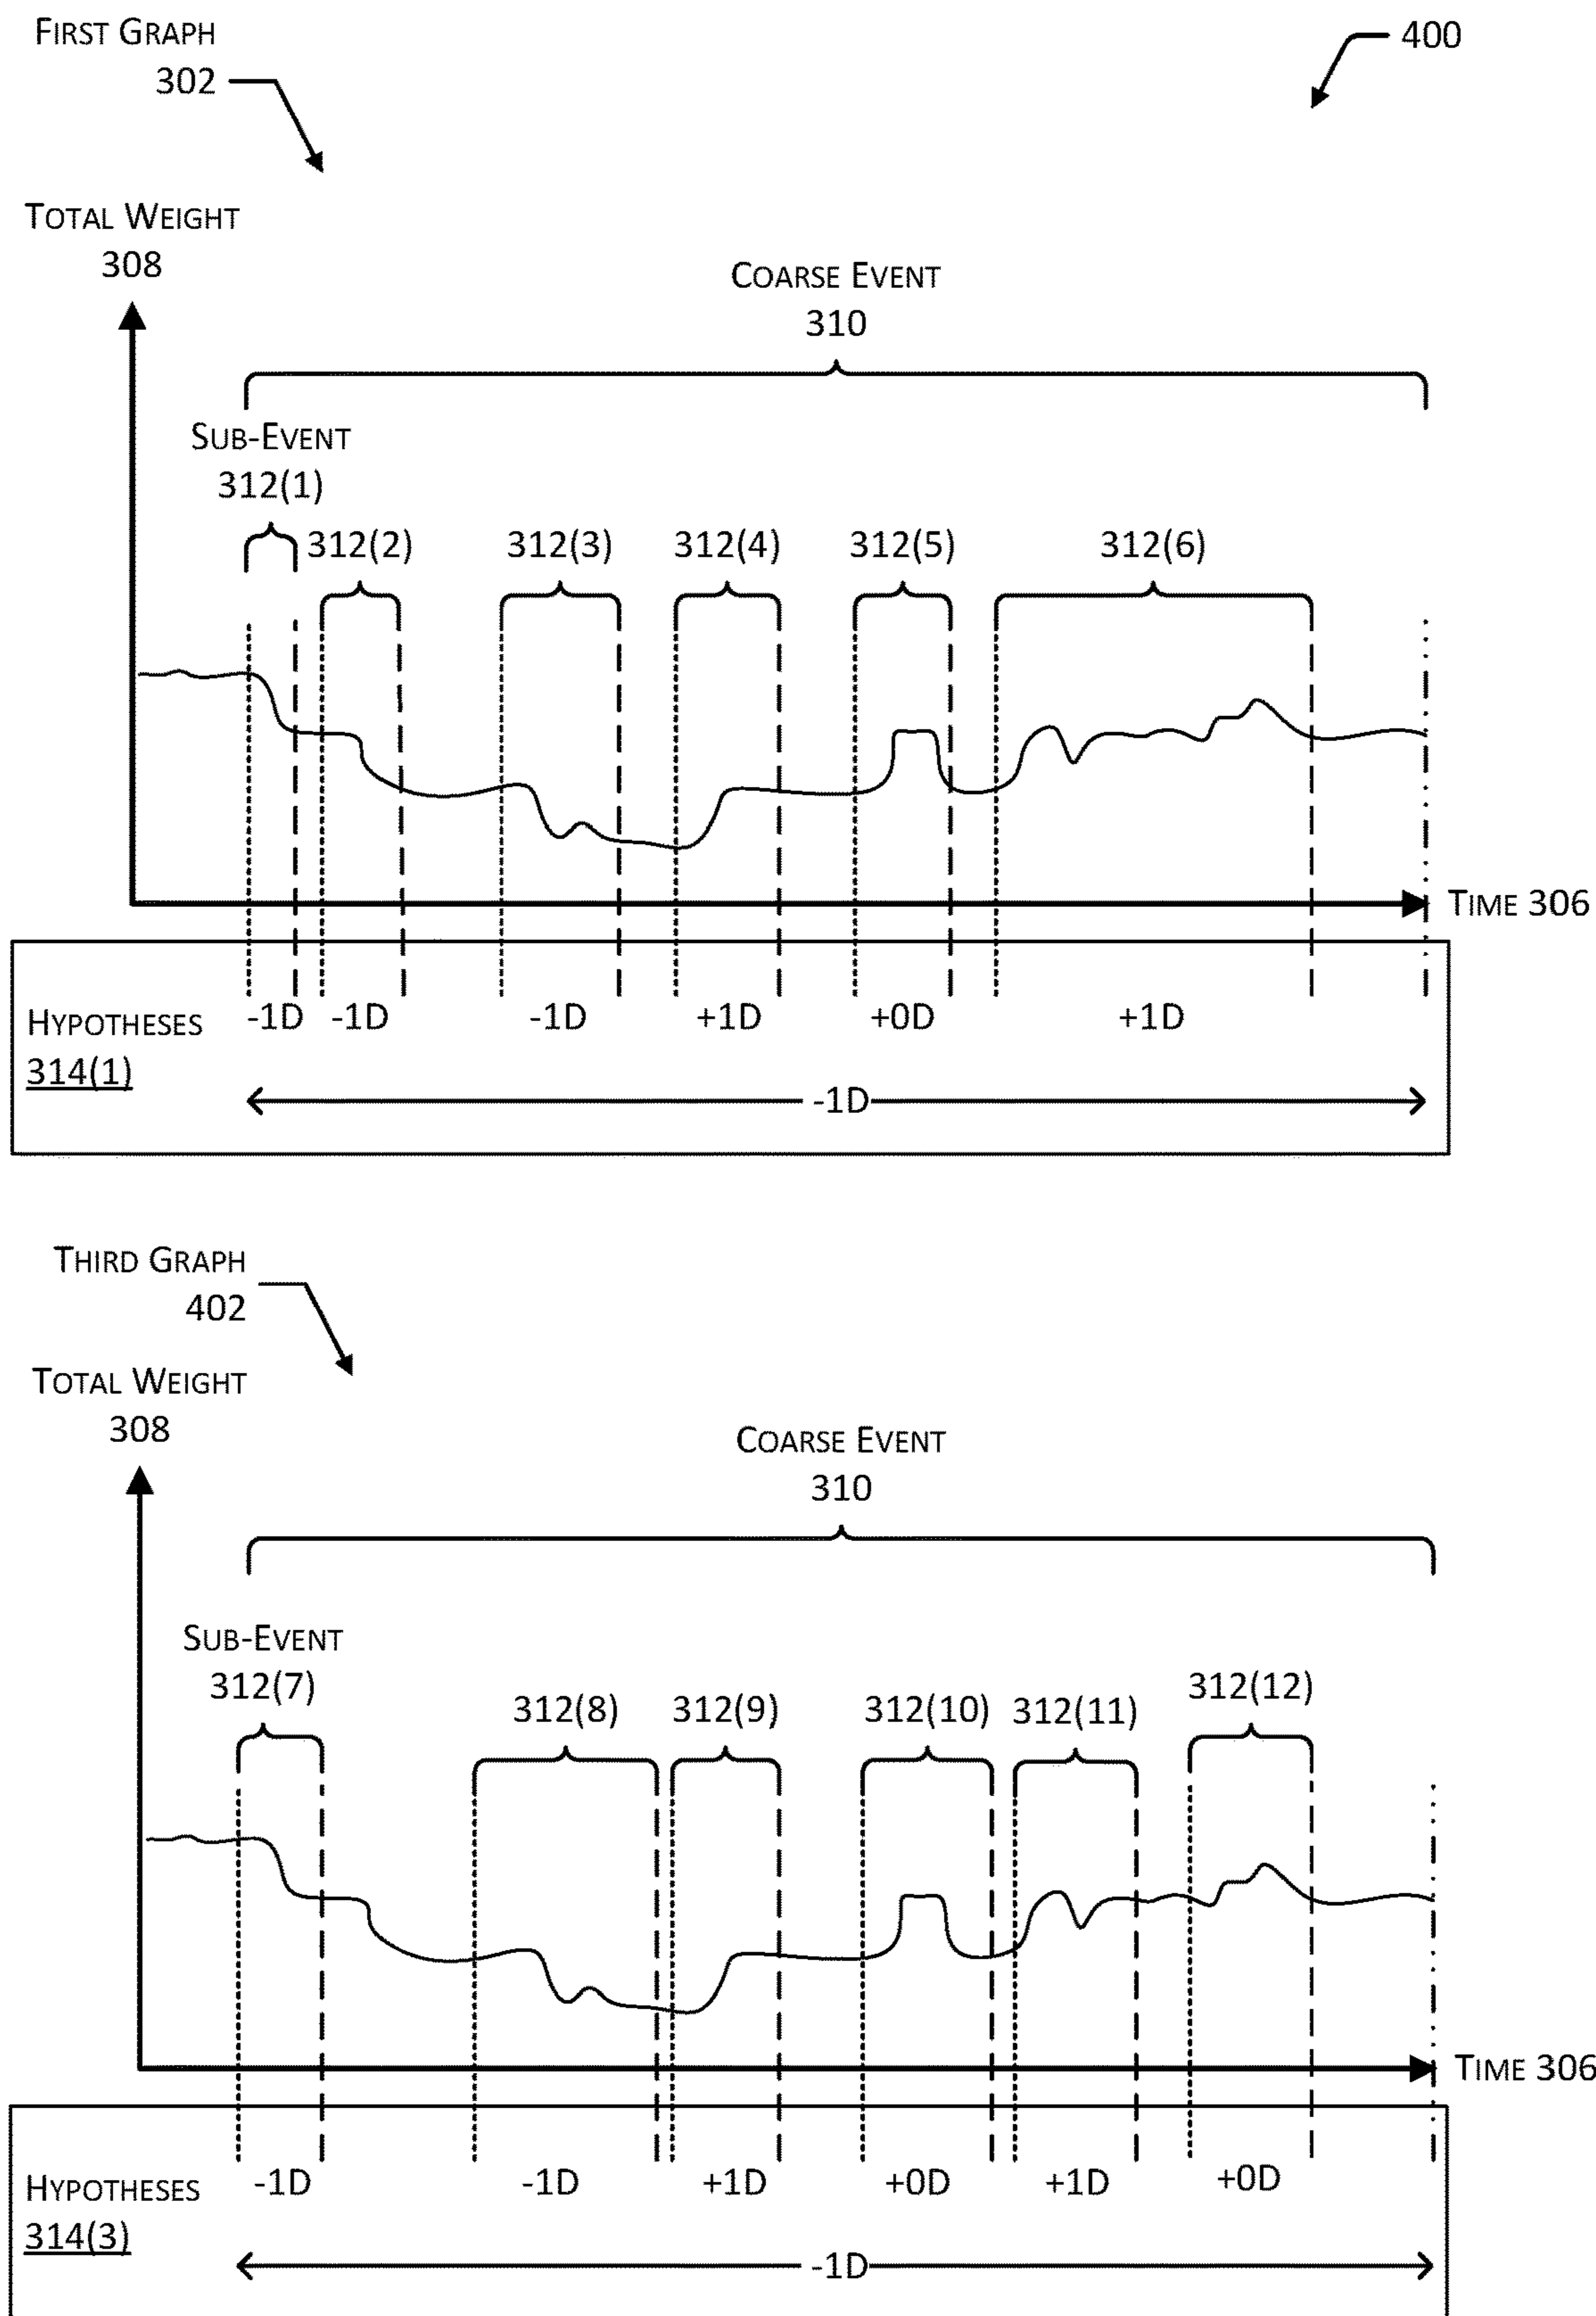 FIRST GRAPH
302
400
TOTAL WEIGHT
308
COARSE EVENT
310
SUB-EVENT
312(1)
312(2) 312(3) 312(4) 312(5) 312(6)
TIME 306
HYPOTHESES -1D -1D -1D +1D +0D +1D
314(1)
-1D
THIRD GRAPH
402
TOTAL WEIGHT
308
COARSE EVENT
310
SUB-EVENT
312(7)
312(8) 312(9) 312(10) 312(11) 312(12)
TIME 306
HYPOTHESES -1D -1D +1D +0D +1D +0D
314(3)
-1D